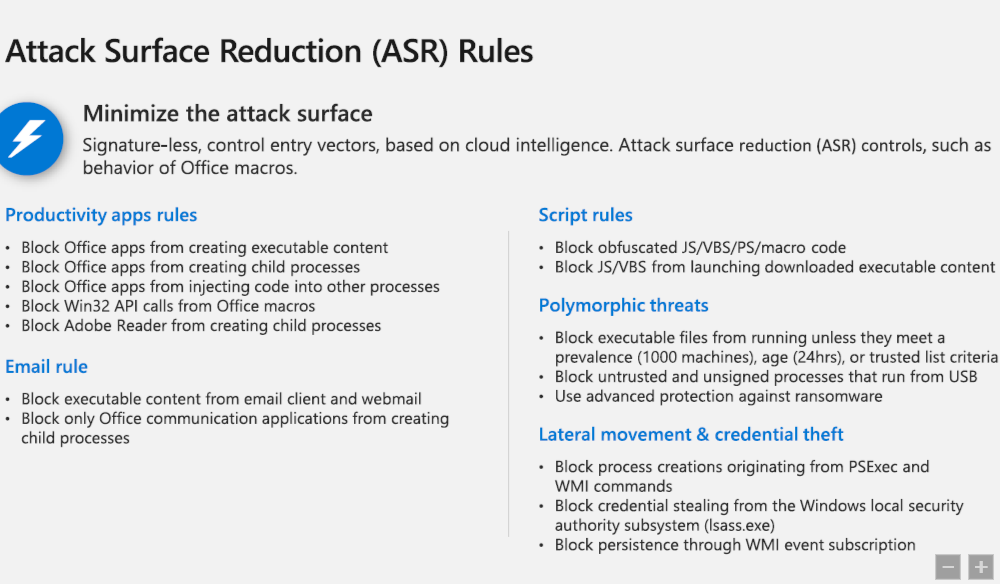 Attack Surface Reduction (ASR) Rules
Minimize the attack surface
Signature-less, control entry vectors, based on cloud intelligence. Attack surface reduction (ASR) controls, such as
behavior of Office macros.
Productivity apps rules
• Block Office apps from creating executable content
• Block Office apps from creating child processes
• Block Office apps from injecting code into other processes
• Block Win32 API calls from Office macros
• Block Adobe Reader from creating child processes
Email rule
• Block executable content from email client and webmail
• Block only Office communication applications from creating
child processes
Script rules
• Block obfuscated JS/VBS/PS/macro code
• Block JS/VBS from launching downloaded executable content
Polymorphic threats
• Block executable files from running unless they meet a
prevalence (1000 machines), age (24hrs), or trusted list criteria
• Block untrusted and unsigned processes that run from USB
• Use advanced protection against ransomware
Lateral movement & credential theft
• Block process creations originating from PSExec and
WMI commands
• Block credential stealing from the Windows local security
authority subsystem (lsass.exe)
• Block persistence through WMI event subscription